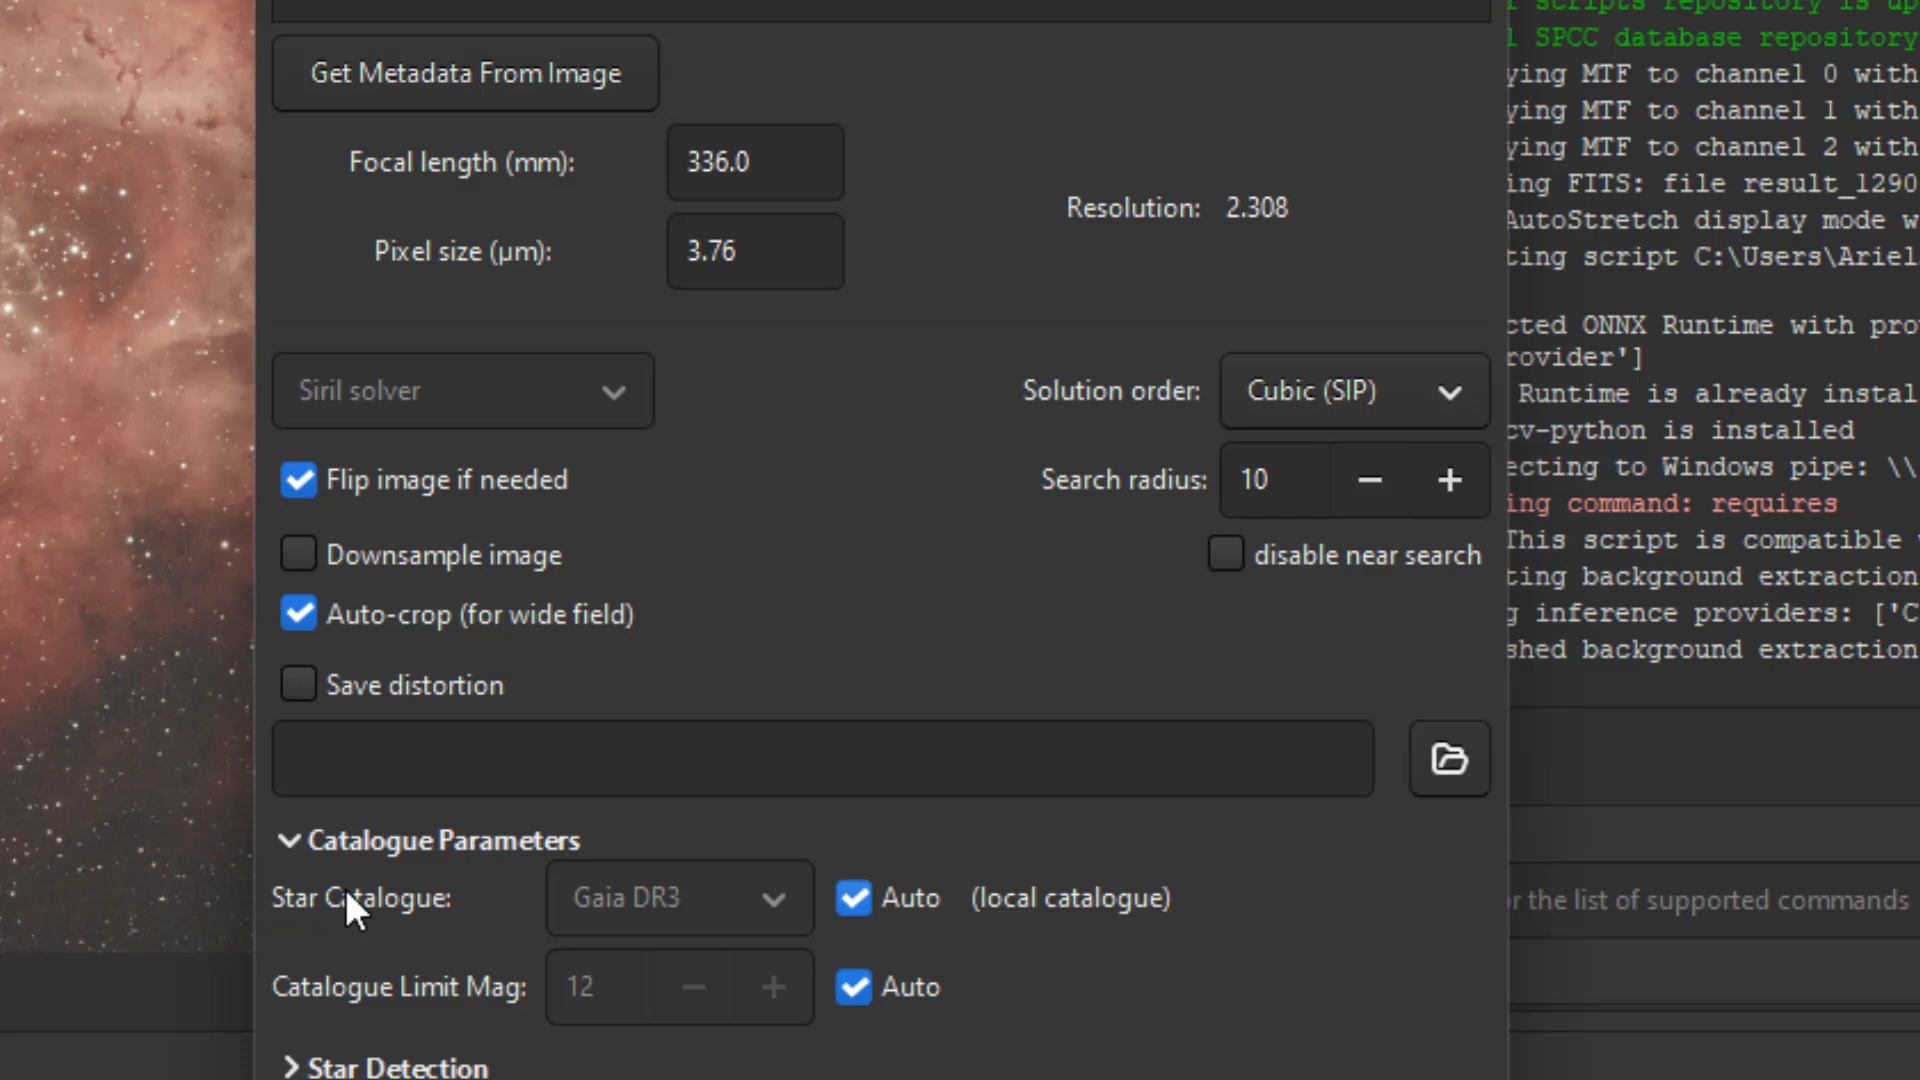 Get Metadata From Image
Focal length (mm): 336.0
Resolution: 2.308
Pixel size (µm): 3.76
Siril solver
Solution order: Cubic (SIP)
Flip image if needed
Search radius: 10 − +
Downsample image
disable near search
Auto-crop (for wide field)
Save distortion
Catalogue Parameters
Star Catalogue: Gaia DR3 Auto (local catalogue)
Catalogue Limit Mag: 12 − + Auto
Star Detection
scripts repository is up
l SPCC database repository
ying MTF to channel 0 with
ying MTF to channel 1 with
ying MTF to channel 2 with
ing FITS: file result_1290
AutoStretch display mode w
ting script C:\Users\Ariel
cted ONNX Runtime with pro
rovider']
Runtime is already instal
cv-python is installed
ecting to Windows pipe: \\
ing command: requires
This script is compatible
ting background extraction
g inference providers: ['C
shed background extraction
r the list of supported commands